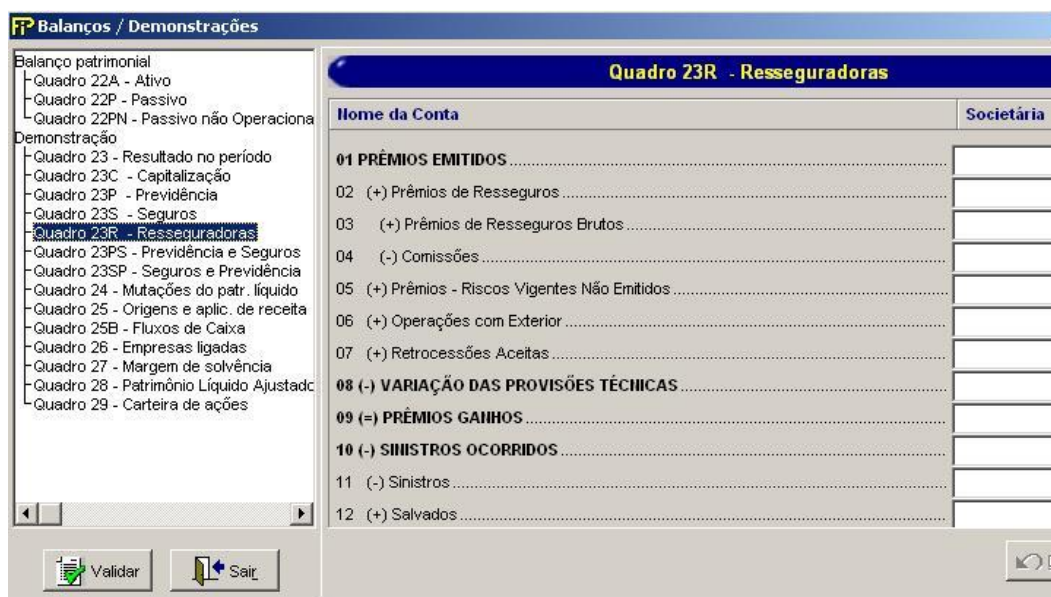 FIP Balanços / Demonstrações
Balanço patrimonial
Quadro 22A - Ativo
Quadro 22P - Passivo
Quadro 22PN - Passivo não Operaciona
Demonstração
Quadro 23 - Resultado no período
Quadro 23C - Capitalização
Quadro 23P - Previdência
Quadro 23S - Seguros
Quadro 23R - Resseguradoras
Quadro 23PS - Previdência e Seguros
Quadro 23SP - Seguros e Previdência
Quadro 24 - Mutações do patr. líquido
Quadro 25 - Origens e aplic. de receita
Quadro 25B - Fluxos de Caixa
Quadro 26 - Empresas ligadas
Quadro 27 - Margem de solvência
Quadro 28 - Patrimônio Líquido Ajustado
Quadro 29 - Carteira de ações
Validar
Sair
Quadro 23R - Resseguradoras
Nome da Conta Societária
01 PRÊMIOS EMITIDOS
02 (+) Prêmios de Resseguros
03 (+) Prêmios de Resseguros Brutos
04 (-) Comissões
05 (+) Prêmios - Riscos Vigentes Não Emitidos
06 (+) Operações com Exterior
07 (+) Retrocessões Aceitas
08 (-) VARIAÇÃO DAS PROVISÕES TÉCNICAS
09 (=) PRÊMIOS GANHOS
10 (-) SINISTROS OCORRIDOS
11 (-) Sinistros
12 (+) Salvados